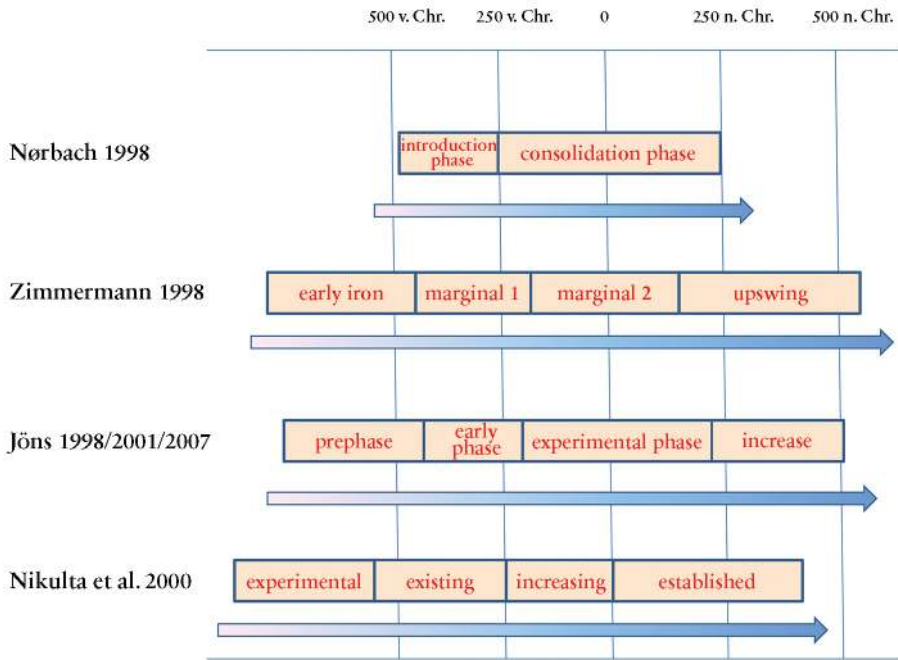 500 v. Chr. 250 v. Chr. 0 250 n. Chr. 500 n. Chr.
Nørbach 1998
introduction
phase
consolidation phase
Zimmermann 1998
early iron marginal 1 marginal 2 upswing
Jöns 1998/2001/2007
prephase
early
phase
experimental phase
increase
Nikulta et al. 2000
experimental existing increasing established